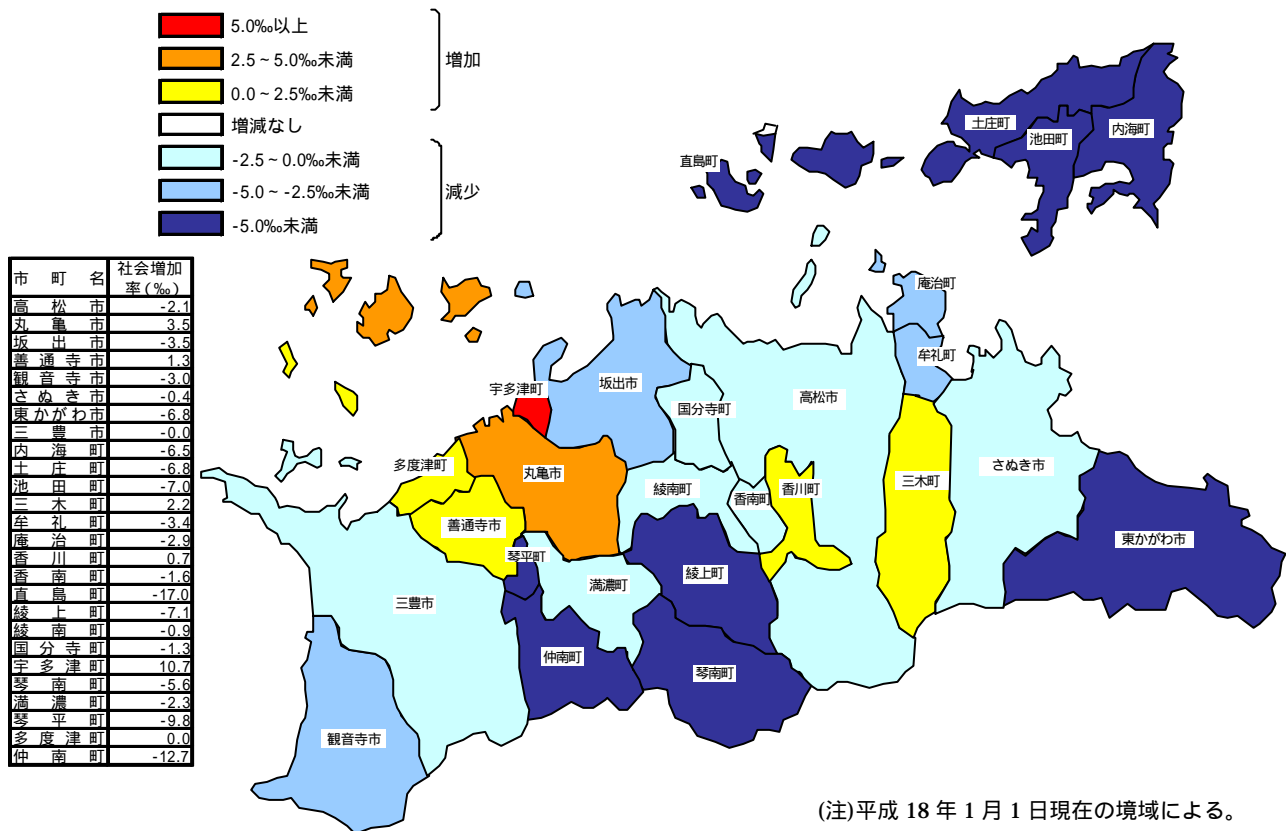 5.0‰以上
2.5～5.0‰未満
増加
0.0～2.5‰未満
増減なし
-2.5～0.0‰未満
-5.0～-2.5‰未満
減少
-5.0‰未満
市町名 社会増加率(‰)
高松市 -2.1
丸亀市 3.5
坂出市 -3.5
善通寺市 1.3
観音寺市 -3.0
さぬき市 -0.4
東かがわ市 -6.8
三豊市 -0.0
内海町 -6.5
土庄町 -6.8
池田町 -7.0
三木町 2.2
牟礼町 -3.4
庵治町 -2.9
香川町 0.7
香南町 -1.6
直島町 -17.0
綾上町 -7.1
綾南町 -0.9
国分寺町 -1.3
宇多津町 10.7
琴南町 -5.6
満濃町 -2.3
琴平町 -9.8
多度津町 0.0
仲南町 -12.7
土庄町
池田町
内海町
直島町
庵治町
牟礼町
宇多津町
坂出市
国分寺町
高松市
多度津町
丸亀市
綾南町
香南町
香川町
三木町
さぬき市
善通寺市
琴平町
満濃町
綾上町
東かがわ市
三豊市
仲南町
琴南町
観音寺市
(注)平成 18 年 1 月 1 日現在の境域による。